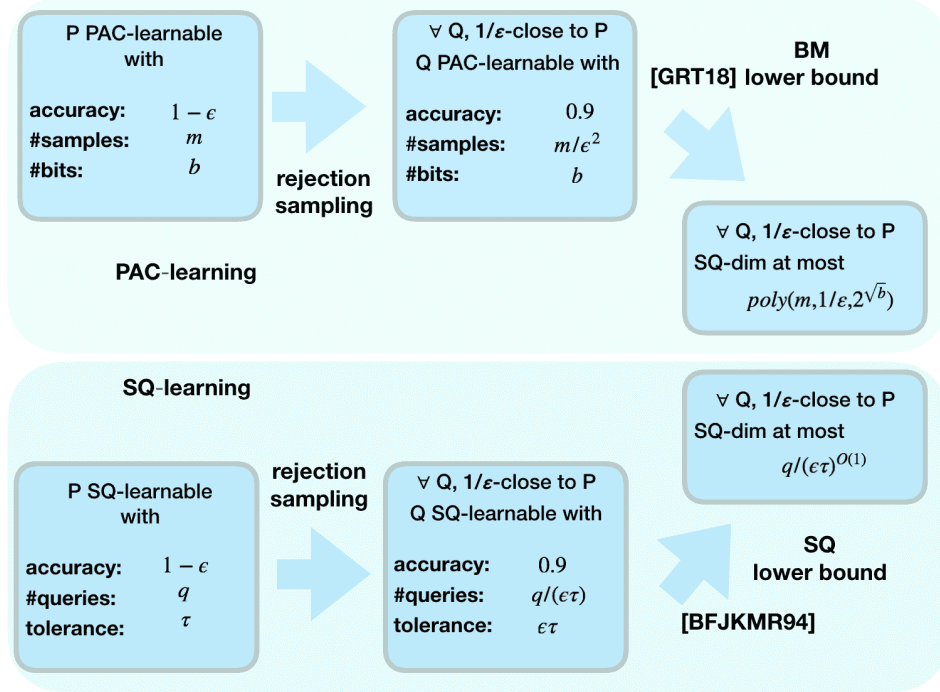 P PAC-learnable
with
accuracy: 1 − ϵ
#samples: m
#bits: b
rejection
sampling
∀ Q, 1/ε-close to P
Q PAC-learnable with
accuracy: 0.9
#samples: m/ϵ²
#bits: b
BM
[GRT18] lower bound
∀ Q, 1/ε-close to P
SQ-dim at most
poly(m,1/ε,2^{√b})
PAC-learning
SQ-learning
P SQ-learnable
with
accuracy: 1 − ϵ
#queries: q
tolerance: τ
rejection
sampling
∀ Q, 1/ε-close to P
Q SQ-learnable with
accuracy: 0.9
#queries: q/(ϵτ)
tolerance: ϵτ
∀ Q, 1/ε-close to P
SQ-dim at most
q/(ϵτ)^{O(1)}
SQ
lower bound
[BFJKMR94]